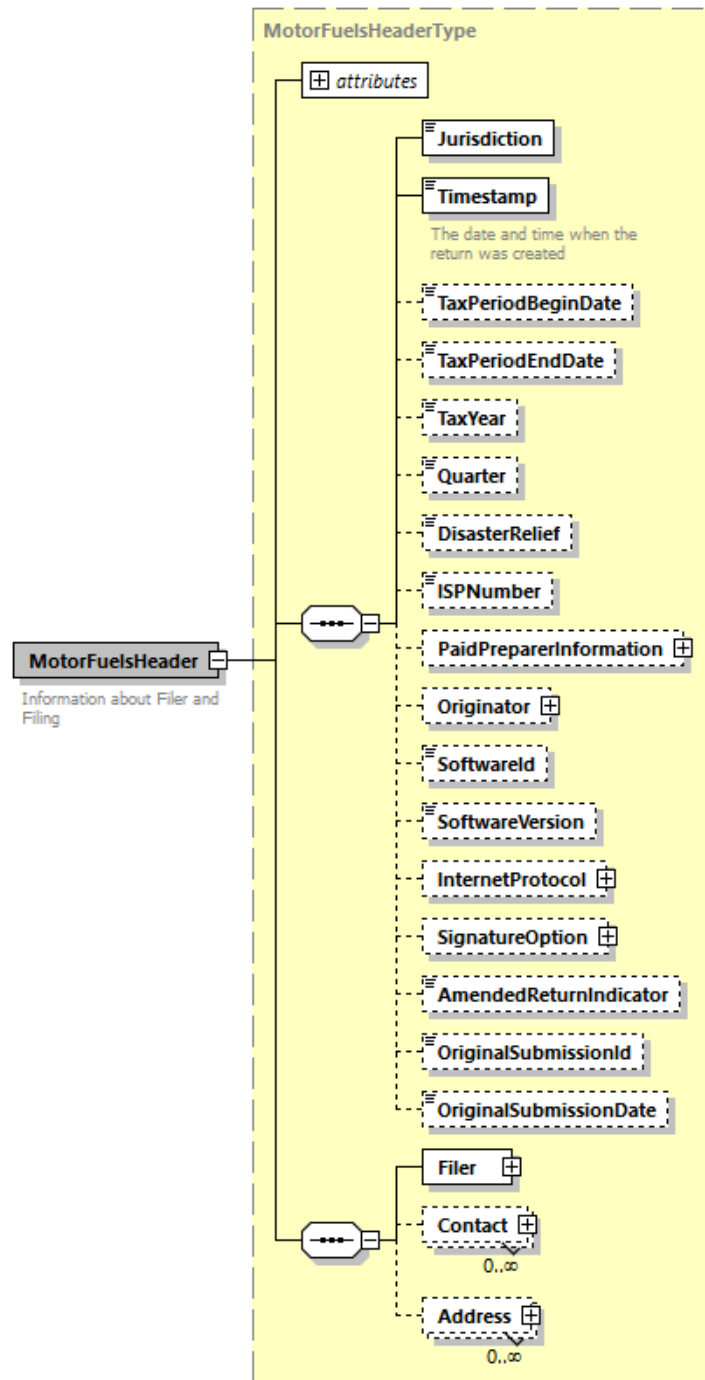 MotorFuelsHeaderType
attributes
Jurisdiction
Timestamp
The date and time when the
return was created
TaxPeriodBeginDate
TaxPeriodEndDate
TaxYear
Quarter
DisasterRelief
ISPNumber
MotorFuelsHeader
Information about Filer and
Filing
PaidPreparerInformation
Originator
SoftwareId
SoftwareVersion
InternetProtocol
SignatureOption
AmendedReturnIndicator
OriginalSubmissionId
OriginalSubmissionDate
Filer
Contact
0..∞
Address
0..∞